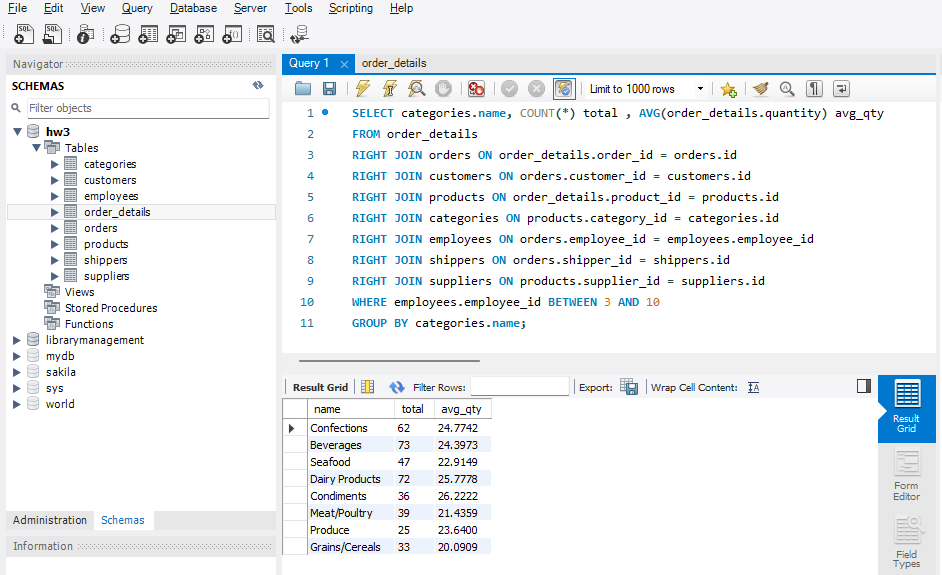 File Edit View Query Database Server Tools Scripting Help
Navigator
SCHEMAS
Filter objects
hw3
Tables
categories
customers
employees
order_details
orders
products
shippers
suppliers
Views
Stored Procedures
Functions
librarymanagement
mydb
sakila
sys
world
Administration Schemas
Information
Query 1 order_details
Limit to 1000 rows
1 SELECT categories.name, COUNT(*) total , AVG(order_details.quantity) avg_qty
2 FROM order_details
3 RIGHT JOIN orders ON order_details.order_id = orders.id
4 RIGHT JOIN customers ON orders.customer_id = customers.id
5 RIGHT JOIN products ON order_details.product_id = products.id
6 RIGHT JOIN categories ON products.category_id = categories.id
7 RIGHT JOIN employees ON orders.employee_id = employees.employee_id
8 RIGHT JOIN shippers ON orders.shipper_id = shippers.id
9 RIGHT JOIN suppliers ON products.supplier_id = suppliers.id
10 WHERE employees.employee_id BETWEEN 3 AND 10
11 GROUP BY categories.name;
Result Grid Filter Rows: Export: Wrap Cell Content:
name total avg_qty
Confections 62 24.7742
Beverages 73 24.3973
Seafood 47 22.9149
Dairy Products 72 25.7778
Condiments 36 26.2222
Meat/Poultry 39 21.4359
Produce 25 23.6400
Grains/Cereals 33 20.0909
Result
Grid
Form
Editor
Field
Types